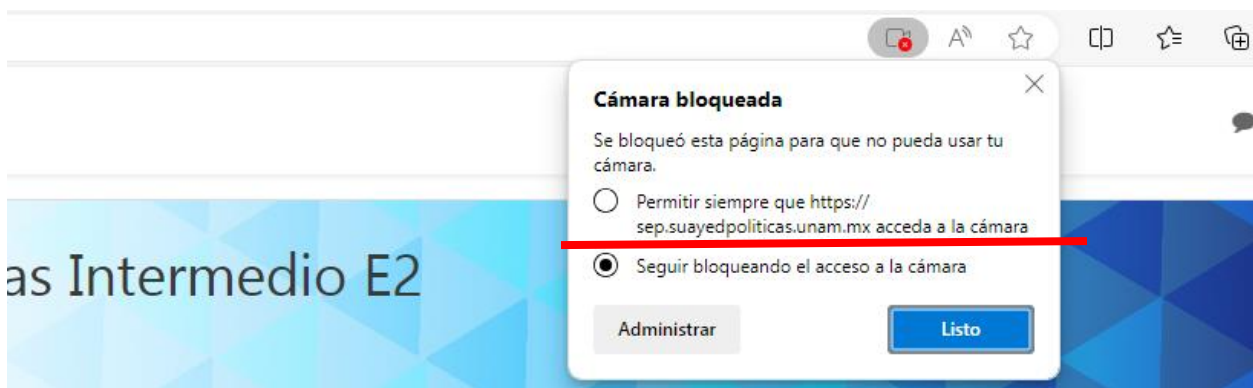 A
Cámara bloqueada
Se bloqueó esta página para que no pueda usar tu
cámara.
Permitir siempre que https://
sep.suayedpoliticas.unam.mx acceda a la cámara
as Intermedio E2
Seguir bloqueando el acceso a la cámara
Administrar
Listo